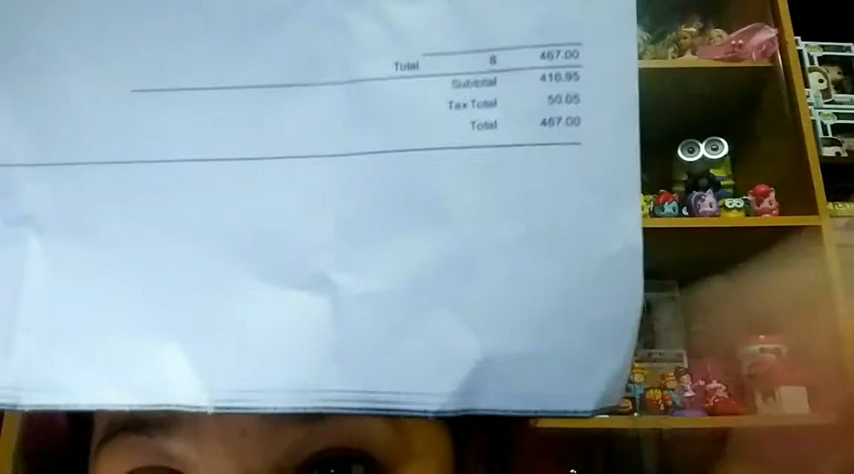 Total 8 467.00
Subtotal 416.95
Tax Total 50.05
Total 467.00